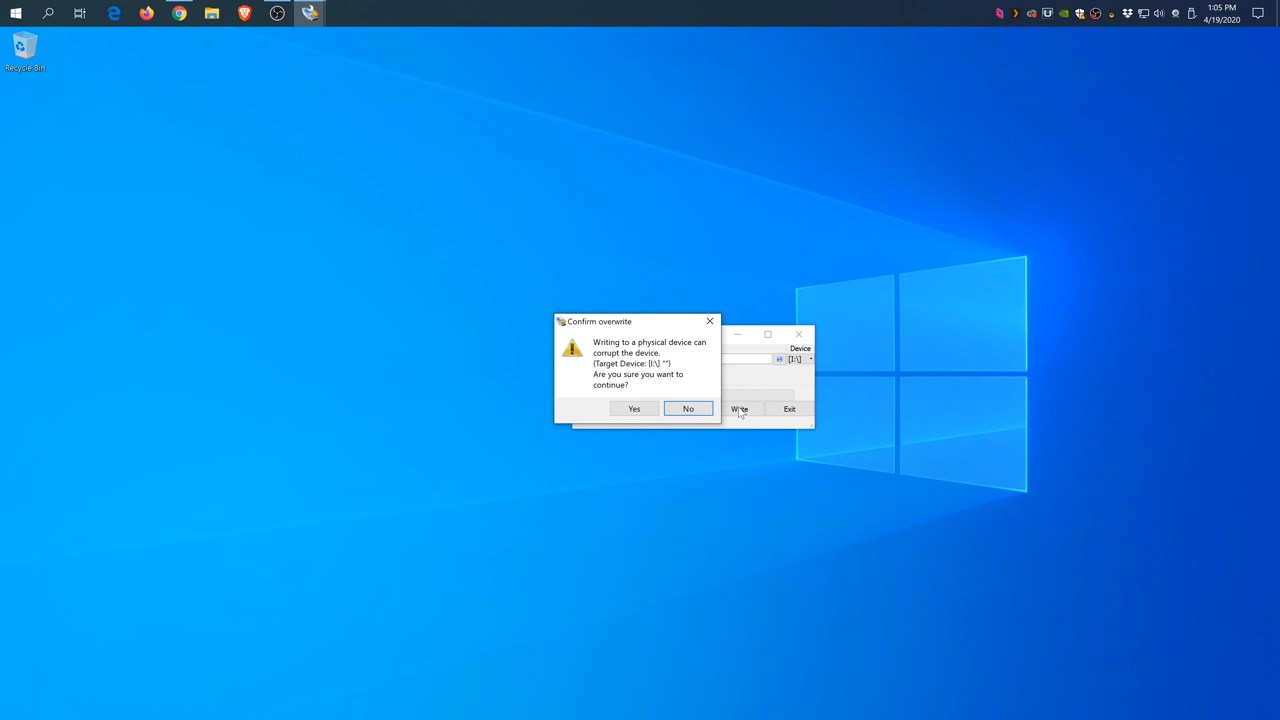 1:05 PM
4/19/2020
Recycle Bin
Confirm overwrite
Writing to a physical device can
corrupt the device.
(Target Device: [I:\] "")
Are you sure you want to
continue?
Yes
No
Device
[I:\]
Write
Exit